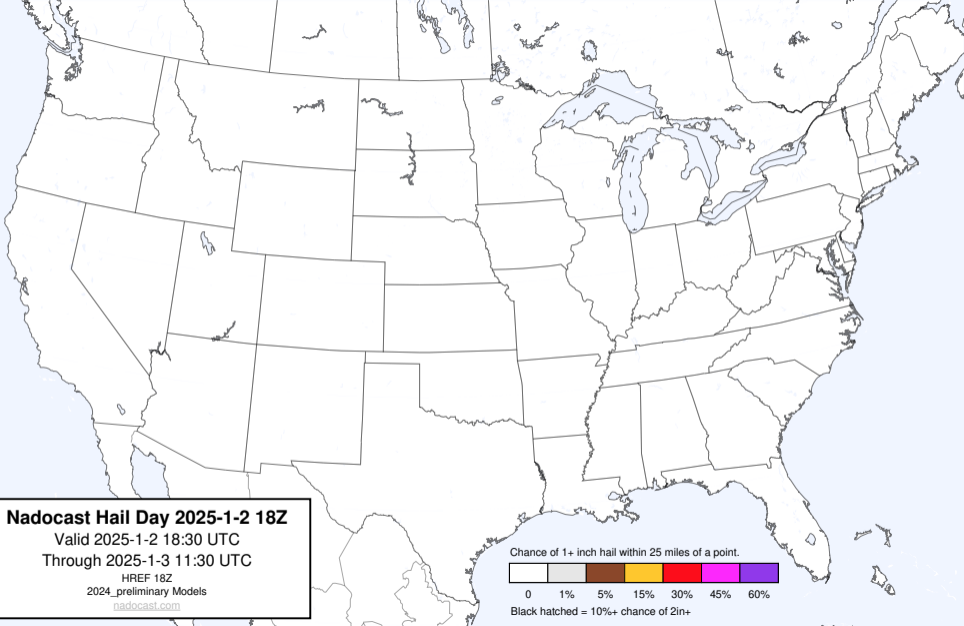 Nadocast Hail Day 2025-1-2 18Z
Valid 2025-1-2 18:30 UTC
Through 2025-1-3 11:30 UTC
HREF 18Z
2024_preliminary Models
nadocast.com
Chance of 1+ inch hail within 25 miles of a point.
0 1% 5% 15% 30% 45% 60%
Black hatched = 10%+ chance of 2in+